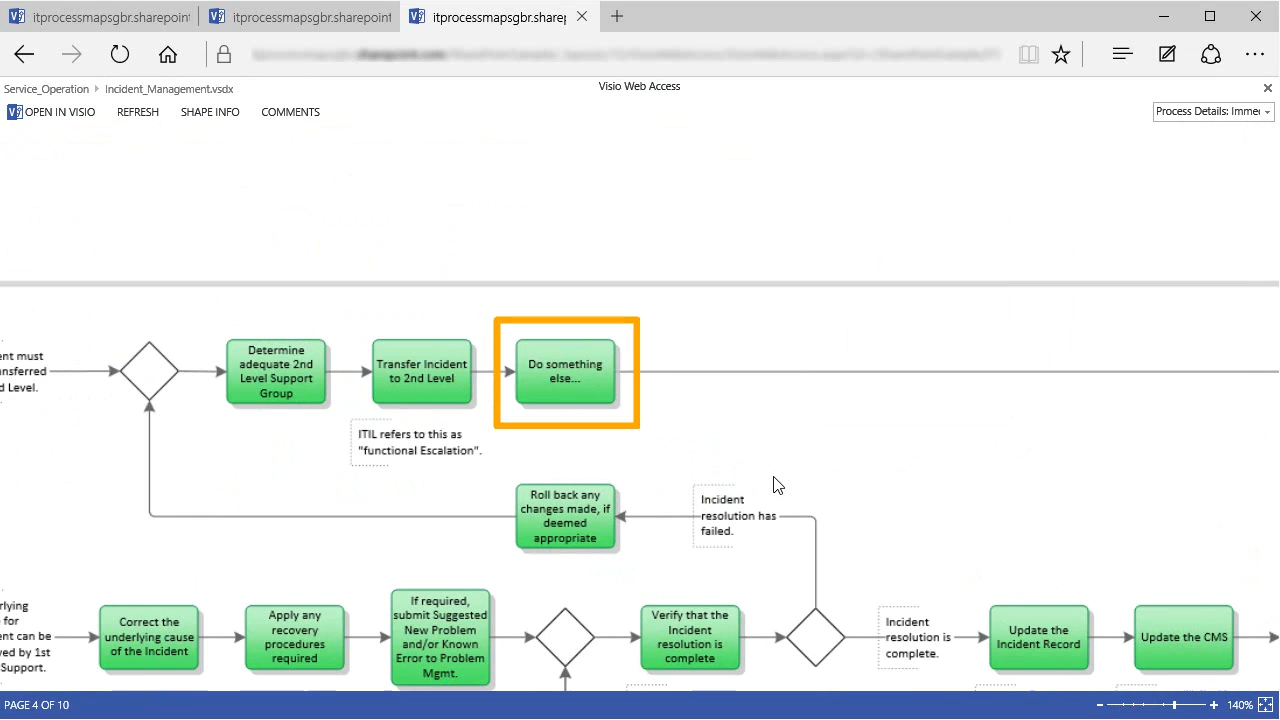 itprocessmapsgbr.sharepoint
itprocessmapsgbr.sharepoint
itprocessmapsgbr.sharep
Service_Operation
Incident_Management.vsdx
Visio Web Access
OPEN IN VISIO
REFRESH
SHAPE INFO
COMMENTS
Process Details: Imme
ent must
nsferred
d Level.
Determine
adequate 2nd
Level Support
Group
Transfer Incident
to 2nd Level
Do something
else...
ITIL refers to this as
"functional Escalation".
Roll back any
changes made, if
deemed
appropriate
Incident
resolution has
failed.
rlying
for
ent can be
ved by 1st
Support.
Correct the
underlying cause
of the Incident
Apply any
recovery
procedures
required
If required,
submit Suggested
New Problem
and/or Known
Error to Problem
Mgmt.
Verify that the
Incident
resolution is
complete
Incident
resolution is
complete.
Update the
Incident Record
Update the CMS
PAGE 4 OF 10
140%